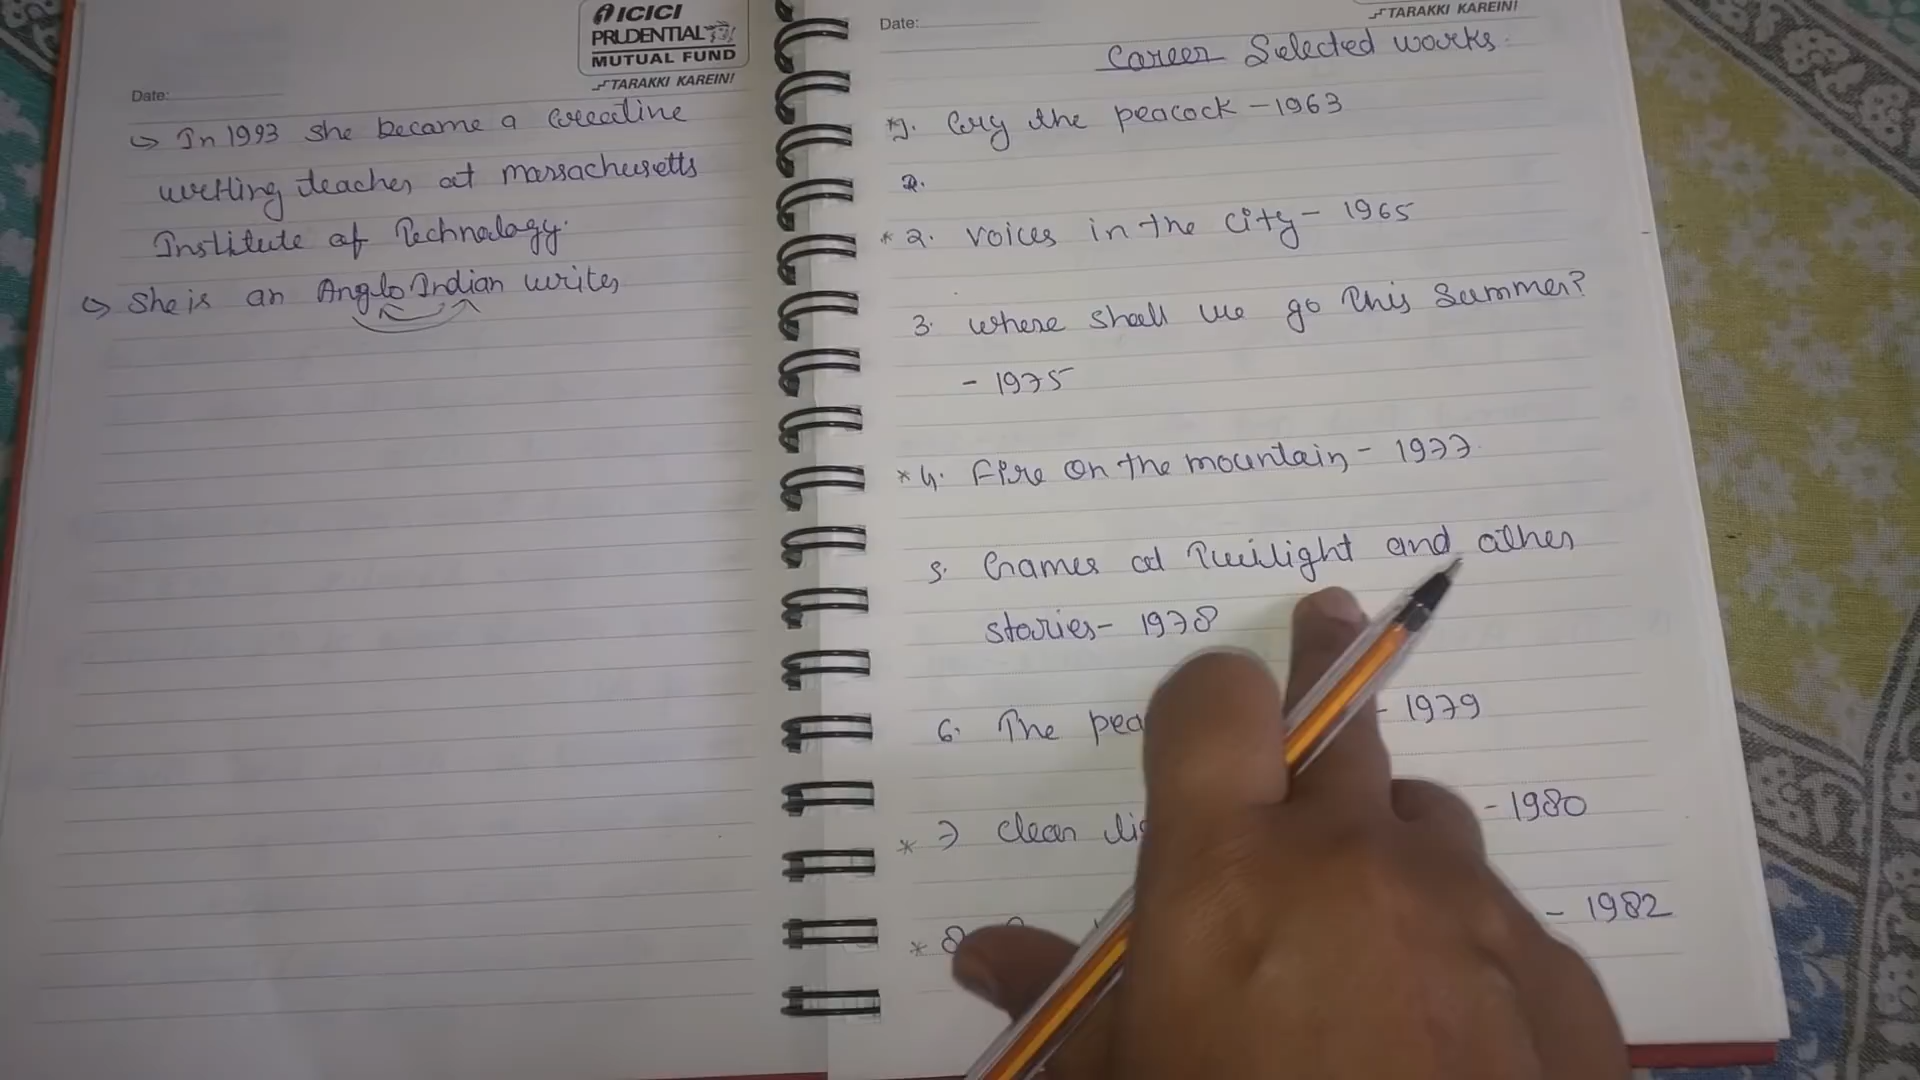 ICICI
PRUDENTIAL
MUTUAL FUND
TARAKKI KAREIN!
Date:
→ In 1993 she became a creative
writing teacher at massachusetts
Institute of Technology.
→ She is an Anglo Indian writer
TARAKKI KAREIN!
Date:
Career Selected works.
*1. Cry the peacock - 1963
2.
*2. Voices in the City - 1965
3. Where shall we go This Summer?
- 1975
*4. Fire on the mountain - 1977.
5. Games at Twilight and other
stories - 1978
6. The - 1979
*7 Clear - 1980
*8 - 1982